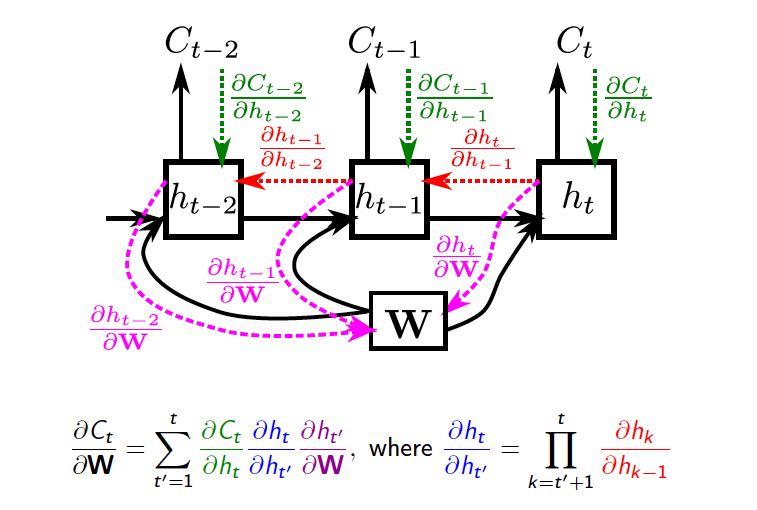 C_{t−2} C_{t−1} C_t
∂C_{t−2}/∂h_{t−2} ∂C_{t−1}/∂h_{t−1} ∂C_t/∂h_t
∂h_{t−1}/∂h_{t−2} ∂h_t/∂h_{t−1}
h_{t−2} h_{t−1} h_t
∂h_t/∂W
∂h_{t−1}/∂W
∂h_{t−2}/∂W
W
∂C_t/∂W = ∑_{t'=1}^{t} ∂C_t/∂h_t ∂h_t/∂h_{t'} ∂h_{t'}/∂W, where ∂h_t/∂h_{t'} = ∏_{k=t'+1}^{t} ∂h_k/∂h_{k−1}